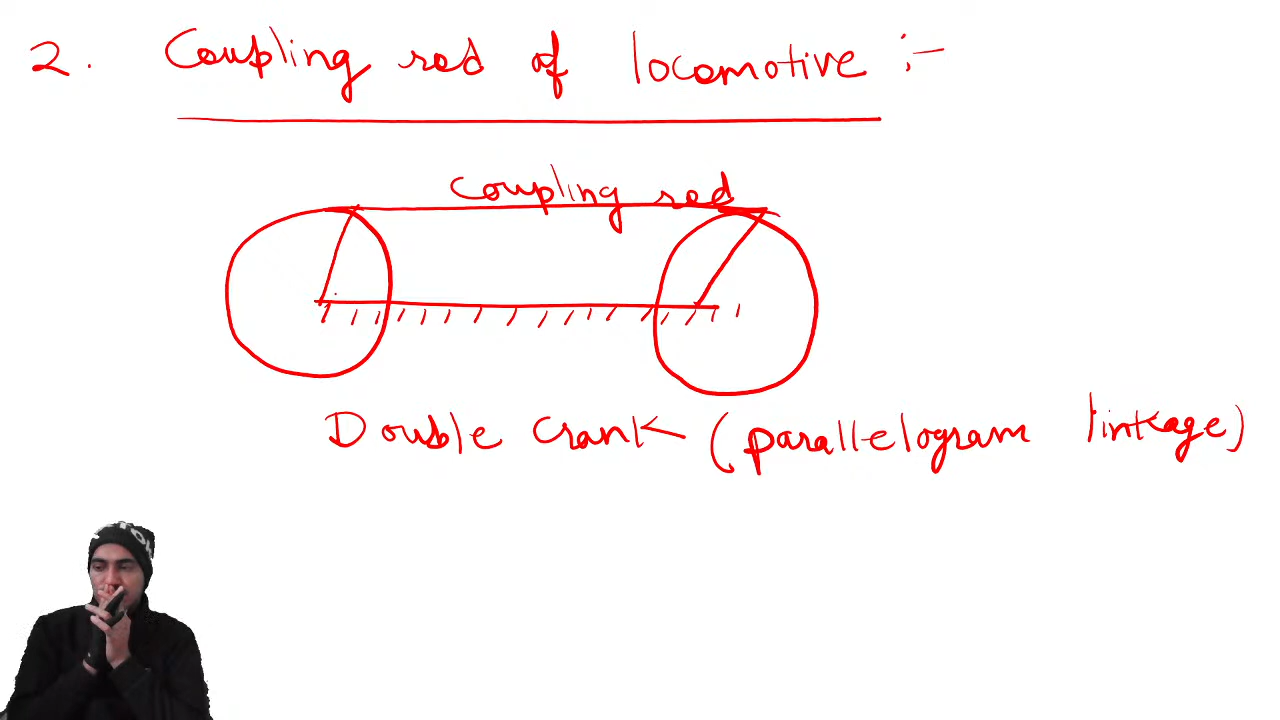 2. Coupling rod of locomotive :-
Coupling rod
Double crank (parallelogram linkage)